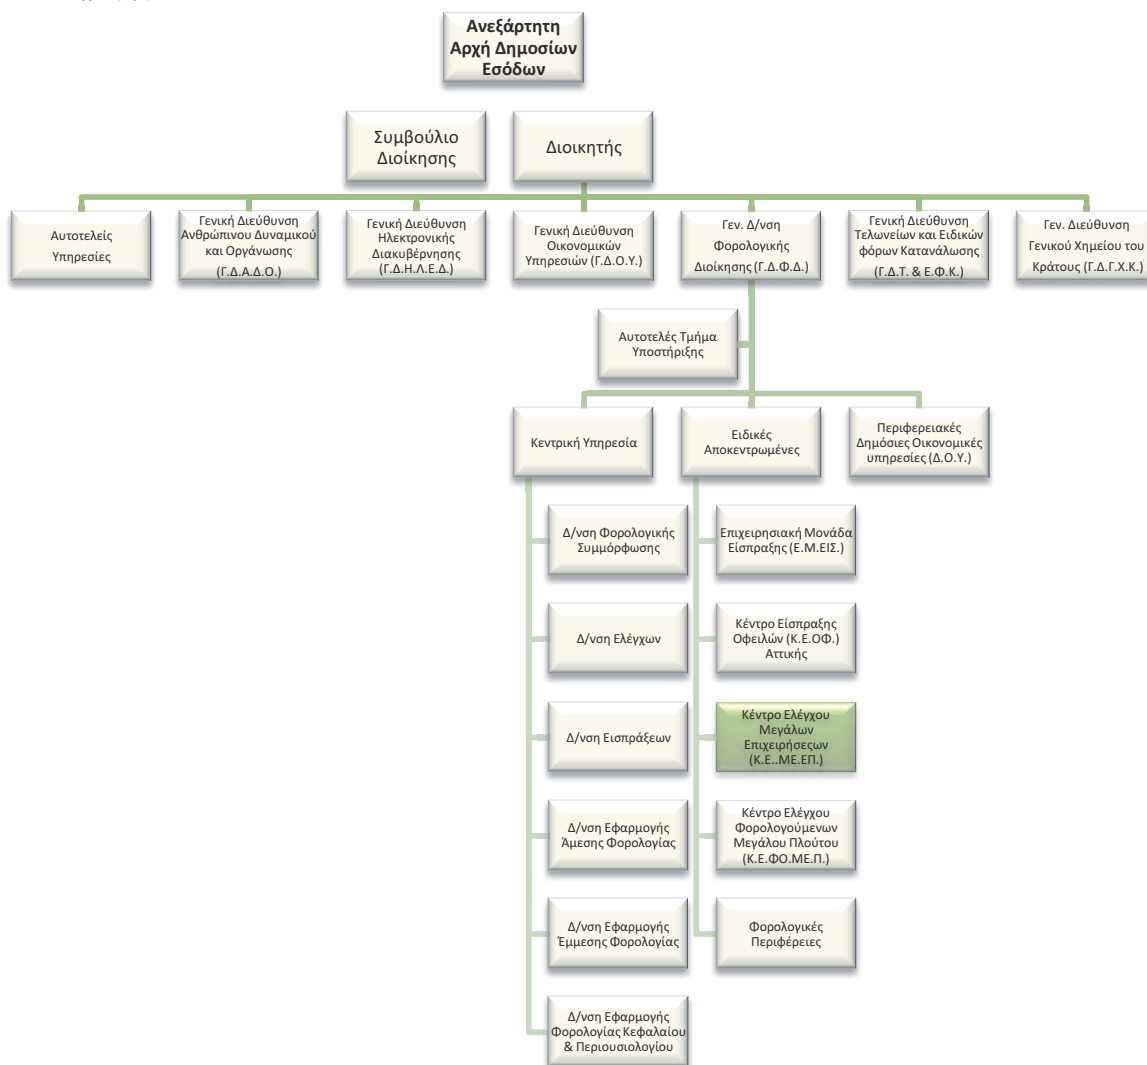 Ανεξάρτητη
Αρχή Δημοσίων
Εσόδων
Συμβούλιο
Διοίκησης
Διοικητής
Αυτοτελείς
Υπηρεσίες
Γενική Διεύθυνση
Ανθρώπινου Δυναμικού
και Οργάνωσης
(Γ.Δ.Α.Δ.Ο.)
Γενική Διεύθυνση
Ηλεκτρονικής
Διακυβέρνησης
(Γ.Δ.Η.Λ.Ε.Δ.)
Γενική Διεύθυνση
Οικονομικών
Υπηρεσιών (Γ.Δ.Ο.Υ.)
Γεν. Δ/νση
Φορολογικής
Διοίκησης (Γ.Δ.Φ.Δ.)
Γενική Διεύθυνση
Τελωνείων και Ειδικών
φόρων Κατανάλωσης
(Γ.Δ.Τ. & Ε.Φ.Κ.)
Γεν. Διεύθυνση
Γενικού Χημείου του
Κράτους (Γ.Δ.Γ.Χ.Κ.)
Αυτοτελές Τμήμα
Υποστήριξης
Κεντρική Υπηρεσία
Ειδικές
Αποκεντρωμένες
Περιφερειακές
Δημόσιες Οικονομικές
υπηρεσίες (Δ.Ο.Υ.)
Δ/νση Φορολογικής
Συμμόρφωσης
Δ/νση Ελέγχων
Δ/νση Εισπράξεων
Δ/νση Εφαρμογής
Άμεσης Φορολογίας
Δ/νση Εφαρμογής
Έμμεσης Φορολογίας
Δ/νση Εφαρμογής
Φορολογίας Κεφαλαίου
& Περιουσιολογίου
Επιχειρησιακή Μονάδα
Είσπραξης (Ε.Μ.ΕΙΣ.)
Κέντρο Είσπραξης
Οφειλών (Κ.Ε.ΟΦ.)
Αττικής
Κέντρο Ελέγχου
Μεγάλων
Επιχειρήσεςων
(Κ.Ε..ΜΕ.ΕΠ.)
Κέντρο Ελέγχου
Φορολογούμενων
Μεγάλου Πλούτου
(Κ.Ε.ΦΟ.ΜΕ.Π.)
Φορολογικές
Περιφέρειες